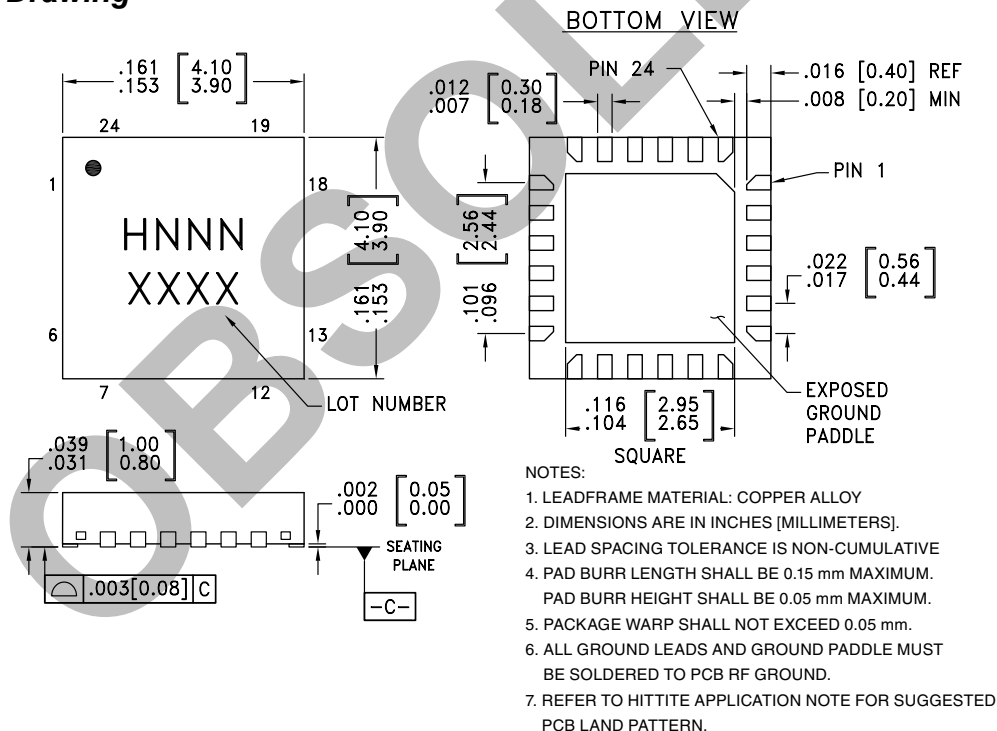 Drawing
BOTTOM VIEW
.161 [4.10]
.153 [3.90]
24 19
1 18
HNNN
XXXX
6 13
7 12
LOT NUMBER
.161 [4.10]
.153 [3.90]
PIN 24
.012 [0.30]
.007 [0.18]
.016 [0.40] REF
.008 [0.20] MIN
PIN 1
.101 [2.56]
.096 [2.44]
.022 [0.56]
.017 [0.44]
EXPOSED
GROUND
PADDLE
.116 [2.95]
.104 [2.65]
SQUARE
.039 [1.00]
.031 [0.80]
.002 [0.05]
.000 [0.00]
SEATING
PLANE
.003[0.08] C
-C-
NOTES:
1. LEADFRAME MATERIAL: COPPER ALLOY
2. DIMENSIONS ARE IN INCHES [MILLIMETERS].
3. LEAD SPACING TOLERANCE IS NON-CUMULATIVE
4. PAD BURR LENGTH SHALL BE 0.15 mm MAXIMUM.
PAD BURR HEIGHT SHALL BE 0.05 mm MAXIMUM.
5. PACKAGE WARP SHALL NOT EXCEED 0.05 mm.
6. ALL GROUND LEADS AND GROUND PADDLE MUST
BE SOLDERED TO PCB RF GROUND.
7. REFER TO HITTITE APPLICATION NOTE FOR SUGGESTED
PCB LAND PATTERN.